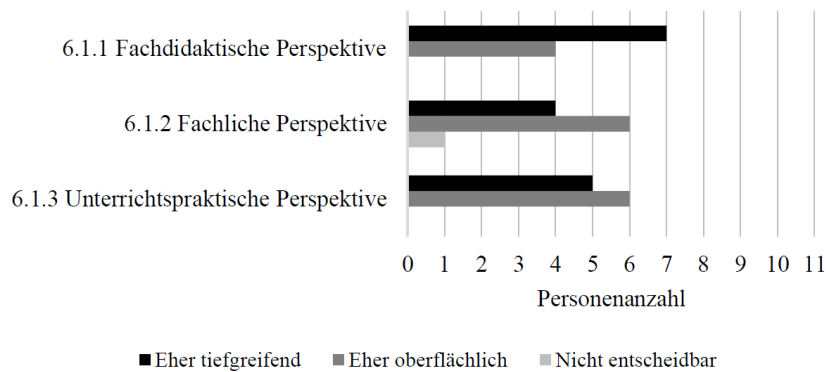 6.1.1 Fachdidaktische Perspektive
6.1.2 Fachliche Perspektive
6.1.3 Unterrichtspraktische Perspektive
0 1 2 3 4 5 6 7 8 9 10 11
Personenanzahl
Eher tiefgreifend Eher oberflächlich Nicht entscheidbar